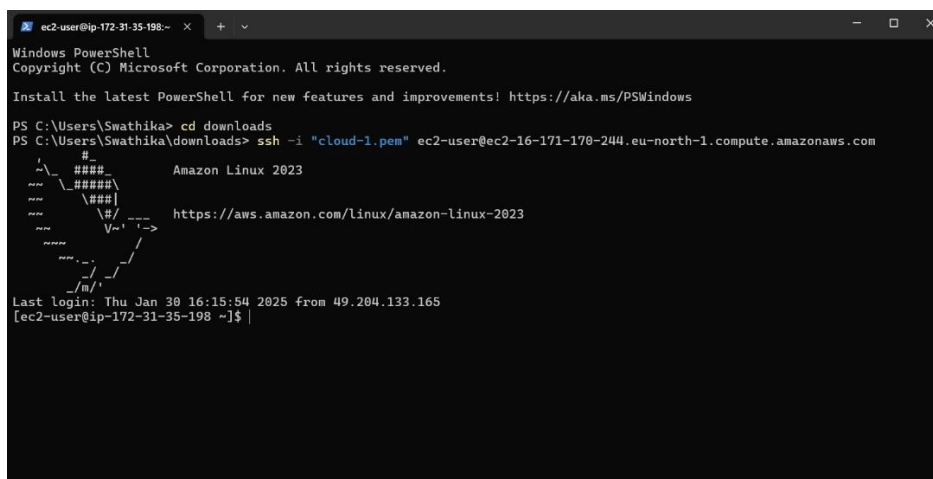 ec2-user@ip-172-31-35-198:~
Windows PowerShell
Copyright (C) Microsoft Corporation. All rights reserved.
Install the latest PowerShell for new features and improvements! https://aka.ms/PSWindows
PS C:\Users\Swathika> cd downloads
PS C:\Users\Swathika\downloads> ssh -i "cloud-1.pem" ec2-user@ec2-16-171-170-244.eu-north-1.compute.amazonaws.com
   ,     #_
   ~\_  ####_        Amazon Linux 2023
  ~~  \_#####\
  ~~     \###|
  ~~       \#/ ___   https://aws.amazon.com/linux/amazon-linux-2023
   ~~       V~' '->
    ~~~         /
      ~~._.   _/
         _/ _/
       _/m/'
Last login: Thu Jan 30 16:15:54 2025 from 49.204.133.165
[ec2-user@ip-172-31-35-198 ~]$